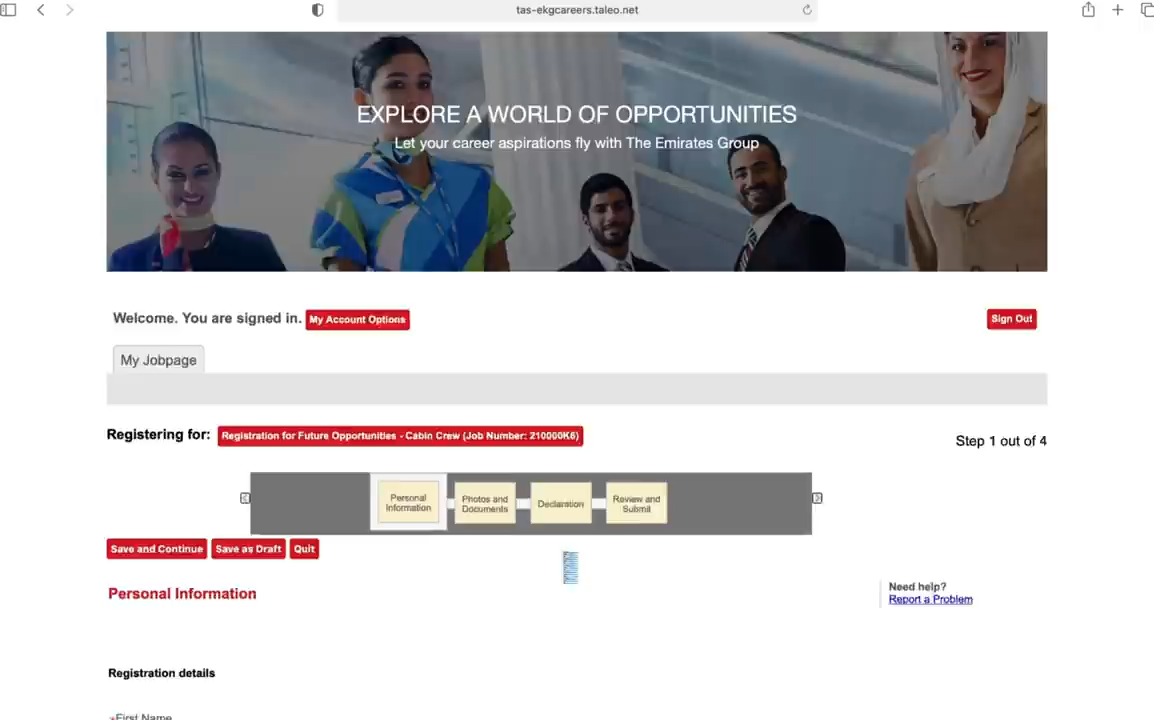 tas-ekgcareers.taleo.net
EXPLORE A WORLD OF OPPORTUNITIES
Let your career aspirations fly with The Emirates Group
Welcome. You are signed in. My Account Options
Sign Out
My Jobpage
Registering for: Registration for Future Opportunities - Cabin Crew (Job Number: 210000K6)
Step 1 out of 4
Personal
Information
Photos and
Documents
Declaration
Review and
Submit
Save and Continue Save as Draft Quit
Personal Information
Need help?
Report a Problem
Registration details
*First Name